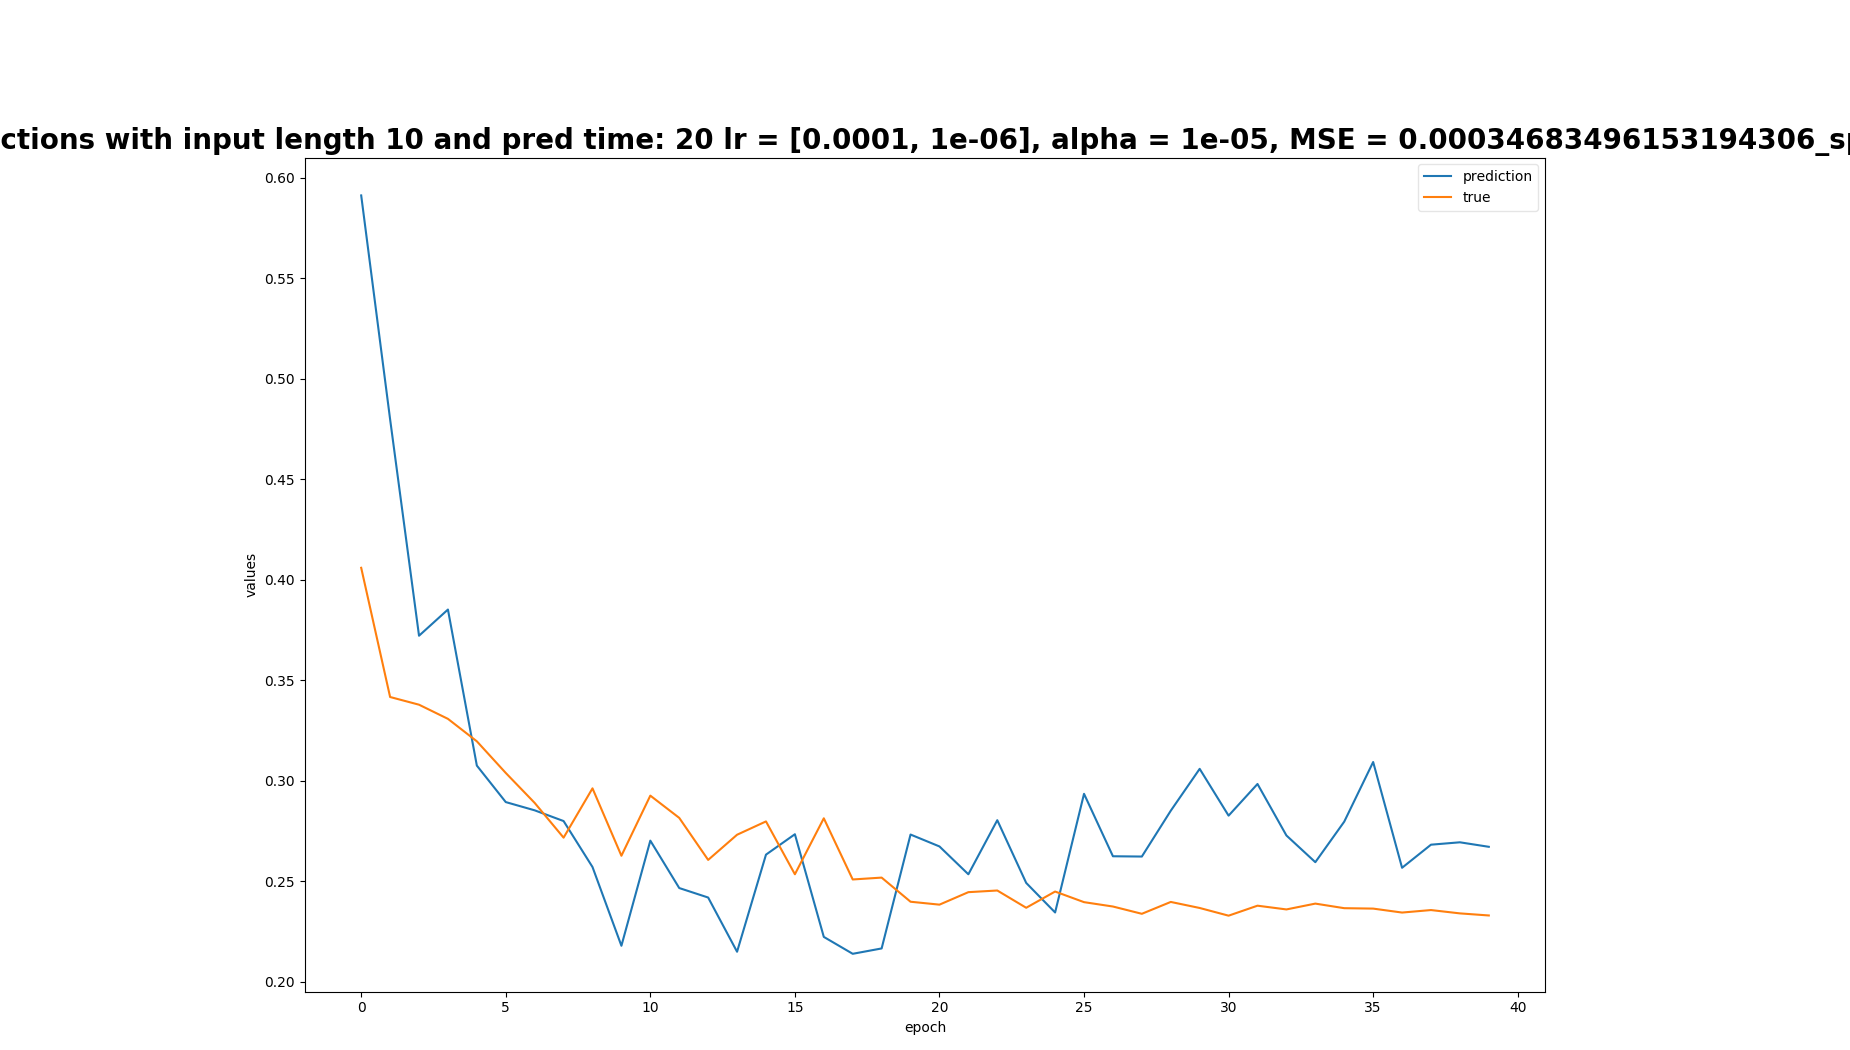 ctions with input length 10 and pred time: 20 lr = [0.0001, 1e-06], alpha = 1e-05, MSE = 0.00034683496153194306_sp
prediction
true
0.60
0.55
0.50
0.45
0.40
0.35
0.30
0.25
0.20
values
0 5 10 15 20 25 30 35 40
epoch